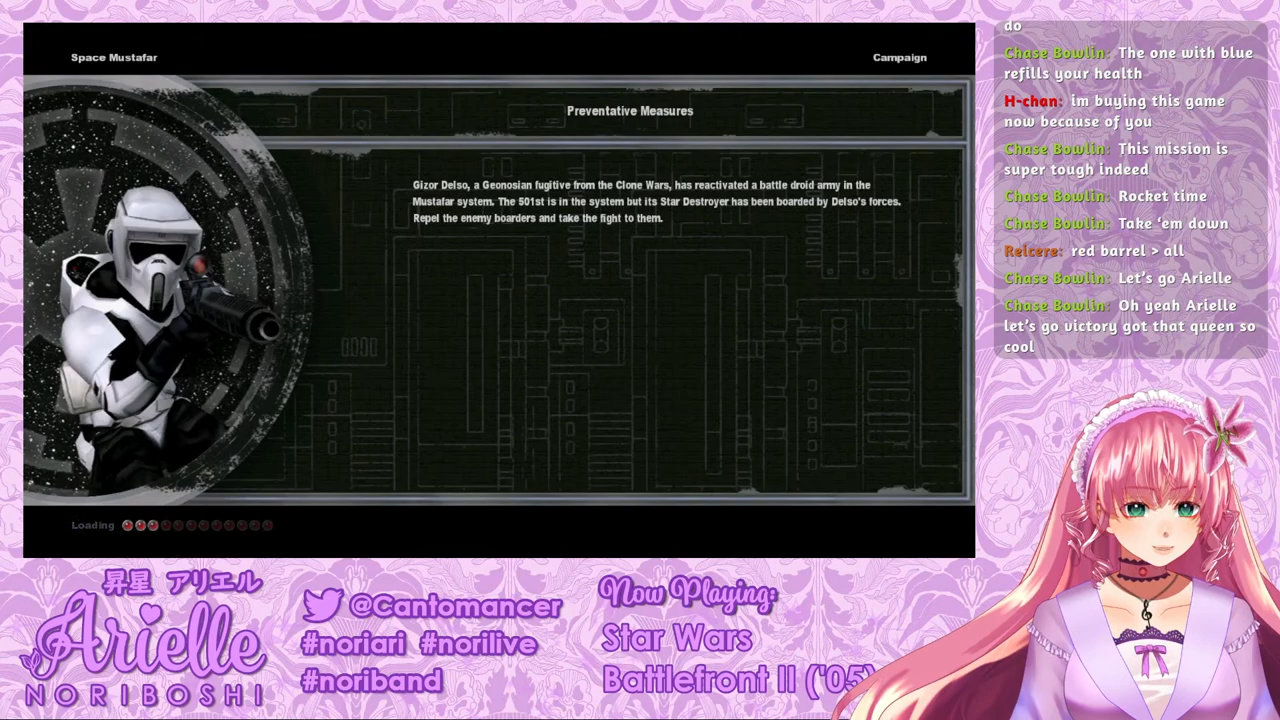 Space Mustafar
Campaign
Preventative Measures
Gizor Delso, a Geonosian fugitive from the Clone Wars, has reactivated a battle droid army in the
Mustafar system. The 501st is in the system but its Star Destroyer has been boarded by Delso's forces.
Repel the enemy boarders and take the fight to them.
Loading
do
Chase Bowlin: The one with blue
refills your health
H-chan: im buying this game
now because of you
Chase Bowlin: This mission is
super tough indeed
Chase Bowlin: Rocket time
Chase Bowlin: Take 'em down
Reicere: red barrel > all
Chase Bowlin: Let's go Arielle
Chase Bowlin: Oh yeah Arielle
let's go victory got that queen so
cool
昇星 アリエル
Arielle
NORIBOSHI
@Cantomancer
#noriari #norilive
#noriband
Now Playing:
Star Wars
Battlefront II ('05)